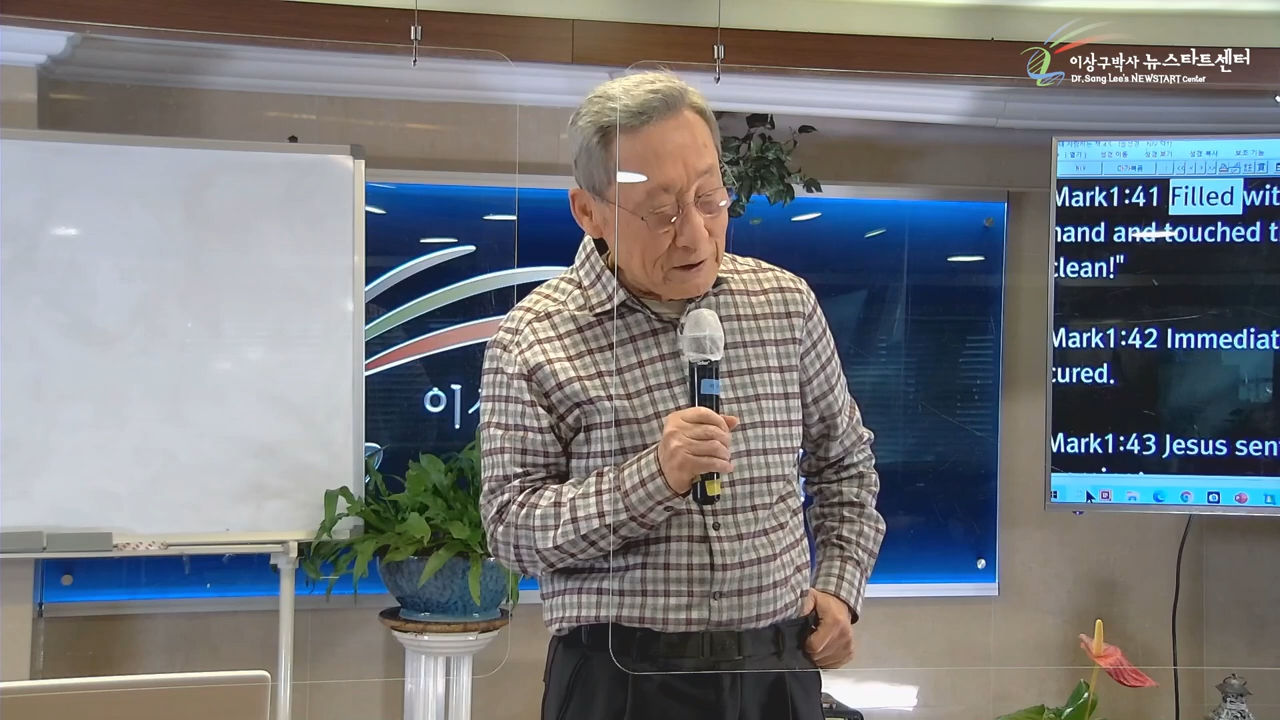 이상구박사 뉴스타트센터
Dr. Sang Lee's NEWSTART Center
Mark1:41 Filled wit
hand and touched t
clean!"
Mark1:42 Immediat
cured.
Mark1:43 Jesus sen
이